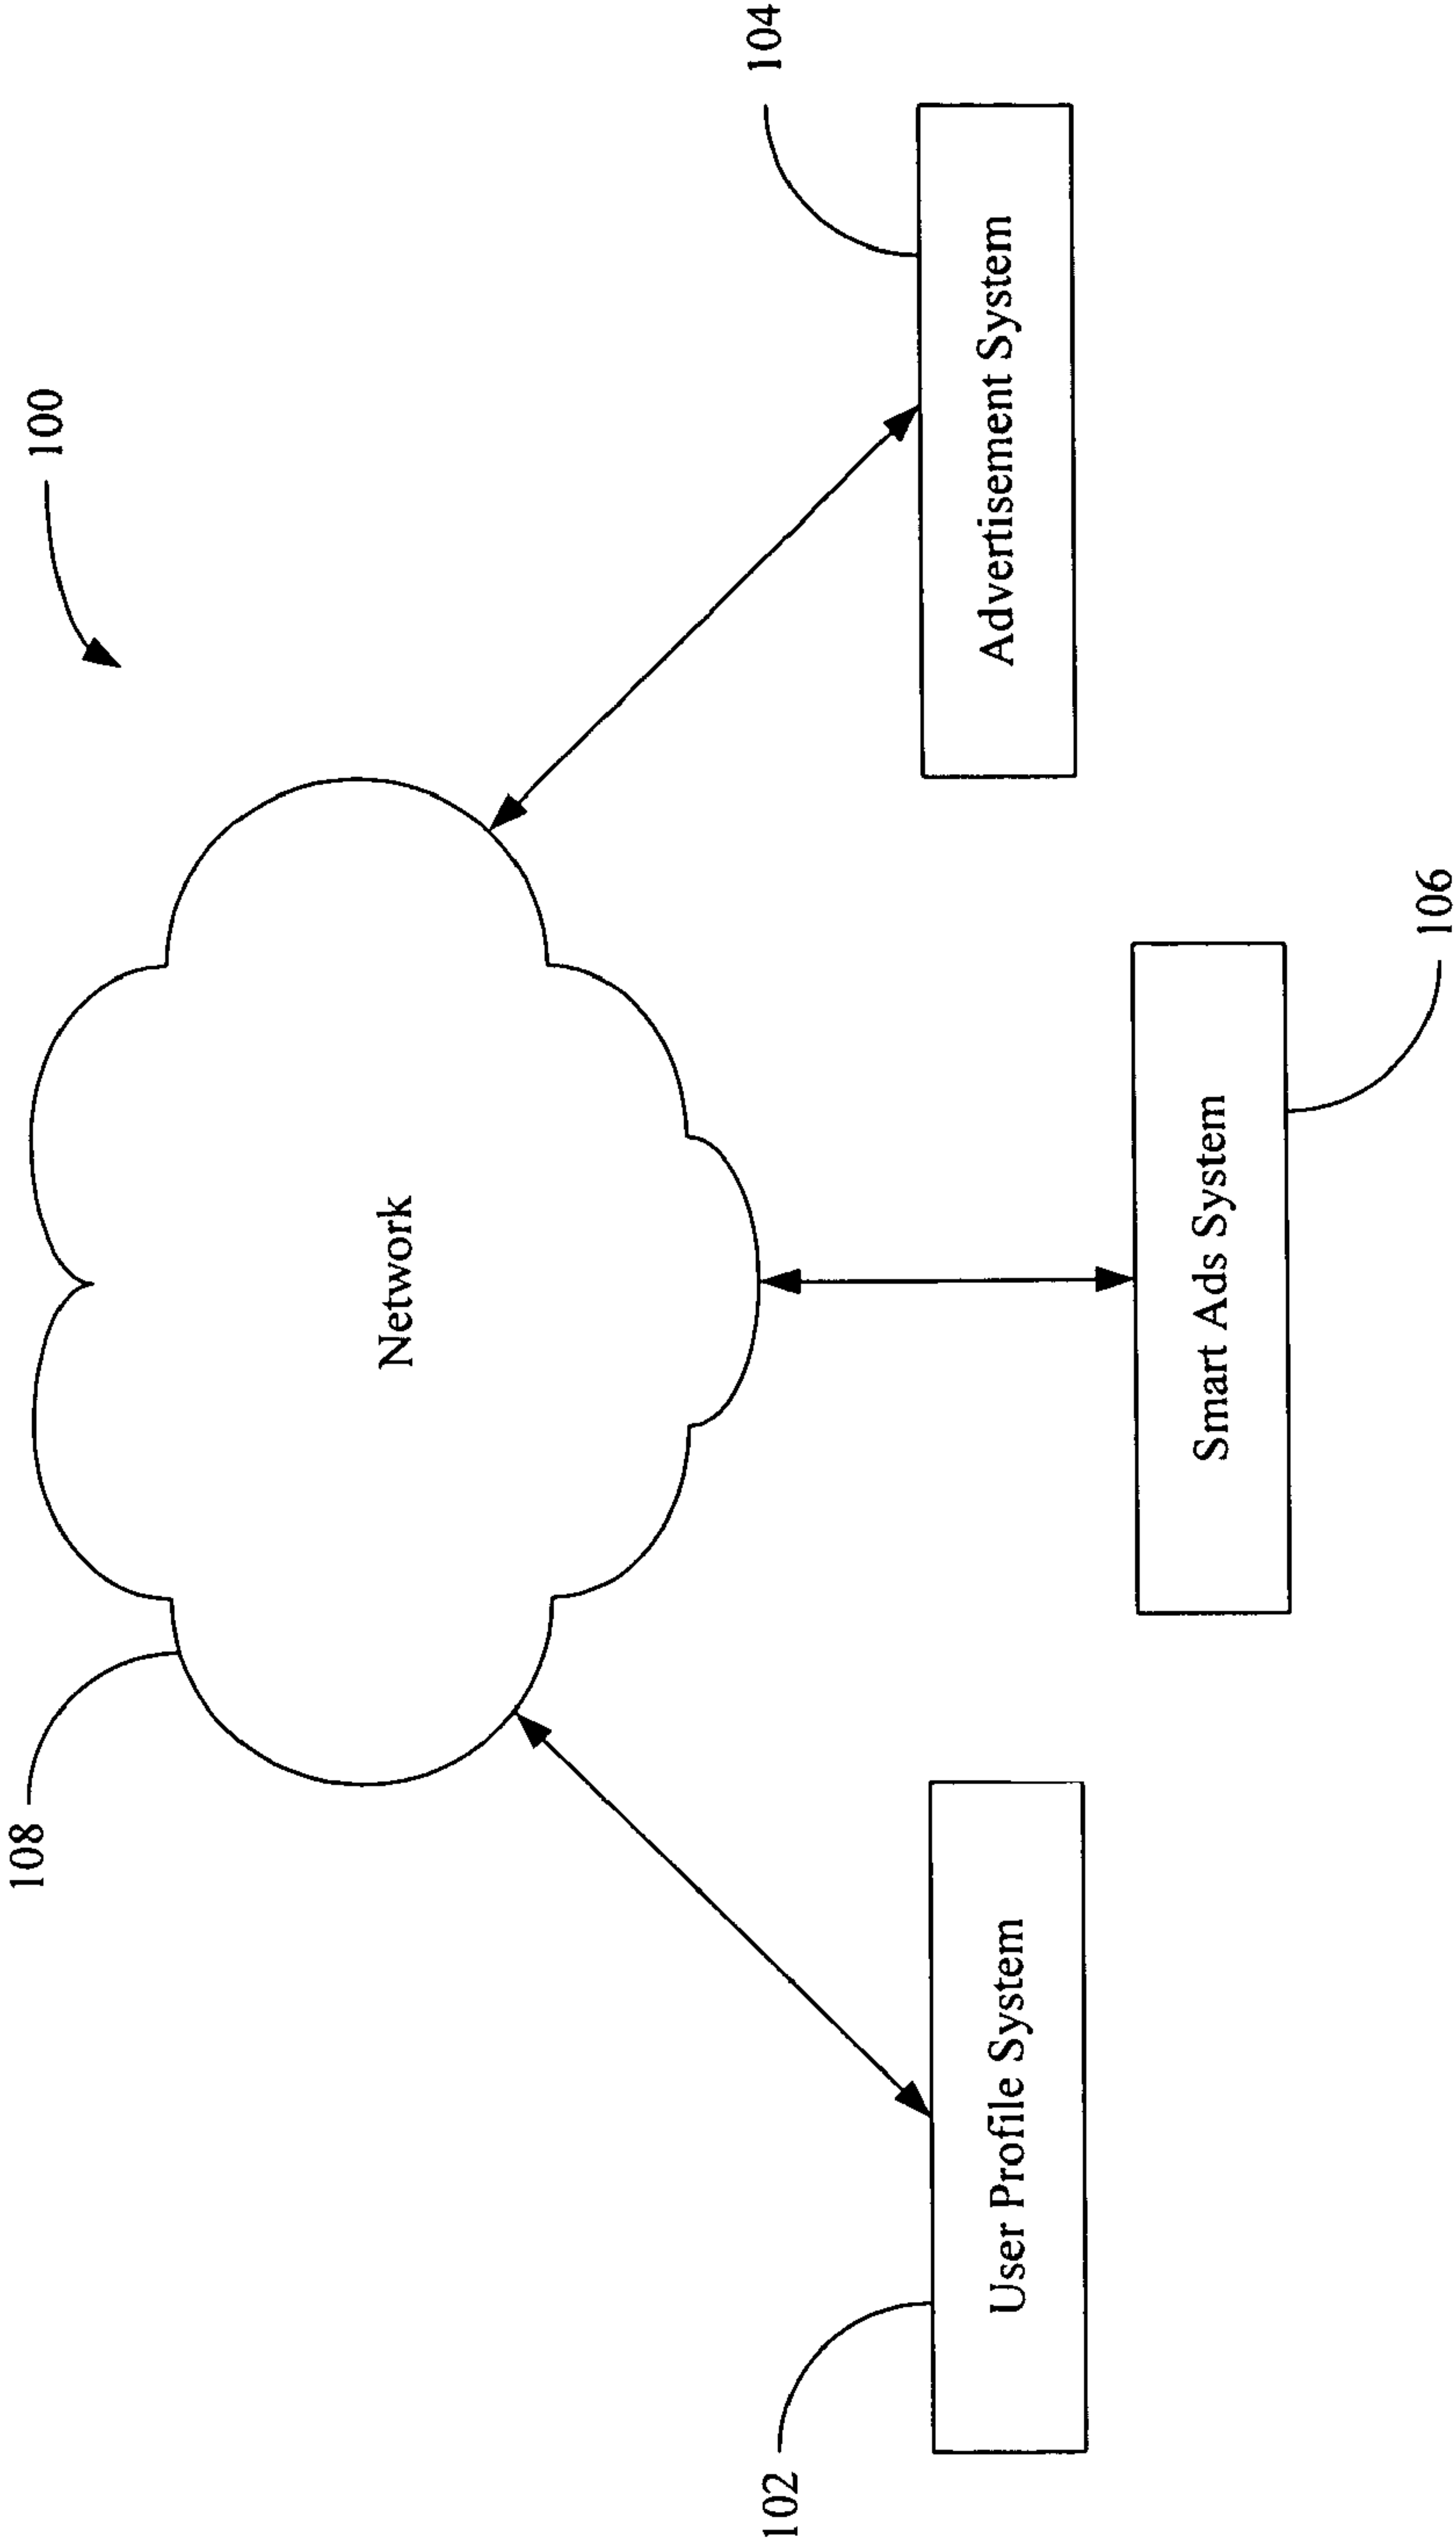 100
108
Network
102
User Profile System
104
Advertisement System
Smart Ads System
106